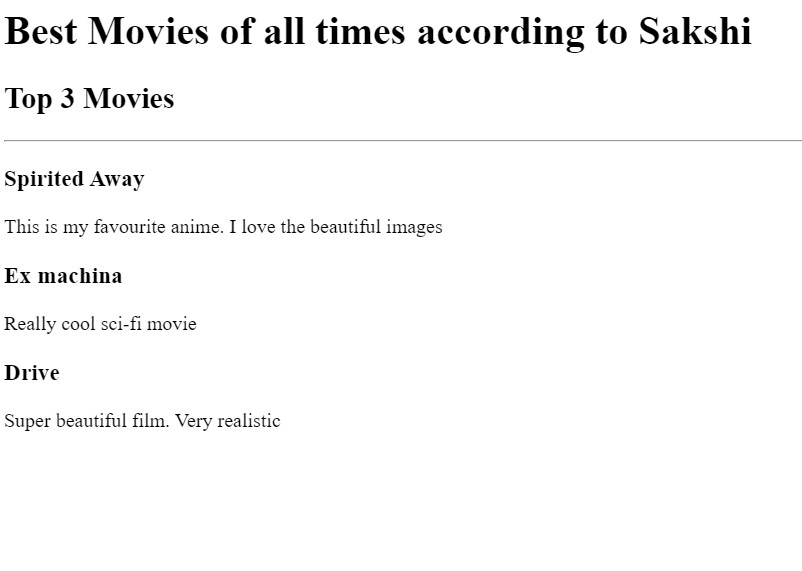 Best Movies of all times according to Sakshi
Top 3 Movies
Spirited Away
This is my favourite anime. I love the beautiful images
Ex machina
Really cool sci-fi movie
Drive
Super beautiful film. Very realistic